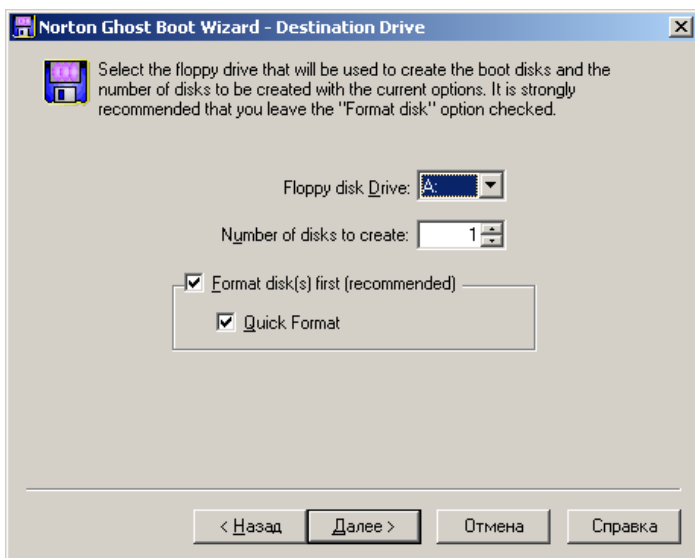 Norton Ghost Boot Wizard - Destination Drive
Select the floppy drive that will be used to create the boot disks and the
number of disks to be created with the current options. It is strongly
recommended that you leave the "Format disk" option checked.
Floppy disk Drive: A:
Number of disks to create: 1
Format disk(s) first (recommended)
Quick Format
< Назад Далее > Отмена Справка